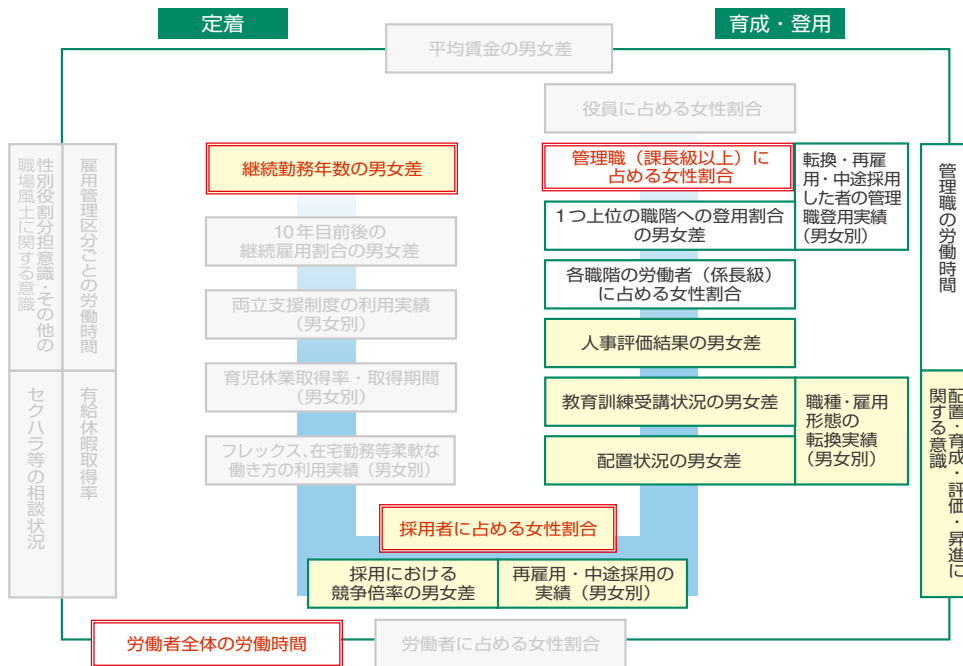 定着
育成・登用
平均賃金の男女差
役員に占める女性割合
性別役割分担意識・その他の
職場風土に関する意識
雇用管理区分ごとの労働時間
セクハラ等の相談状況
有給休暇取得率
継続勤務年数の男女差
10年目前後の
継続雇用割合の男女差
両立支援制度の利用実績
(男女別)
育児休業取得率・取得期間
(男女別)
フレックス、在宅勤務等柔軟な
働き方の利用実績(男女別)
管理職(課長級以上)に
占める女性割合
転換・再雇
用・中途採用
した者の管理
職登用実績
(男女別)
1つ上位の職階への登用割合
の男女差
各職階の労働者(係長級)
に占める女性割合
人事評価結果の男女差
教育訓練受講状況の男女差
配置状況の男女差
職種・雇用
形態の
転換実績
(男女別)
管理職の労働時間
配置・育成・評価・昇進に
関する意識
採用者に占める女性割合
採用における
競争倍率の男女差
再雇用・中途採用の
実績(男女別)
労働者全体の労働時間
労働者に占める女性割合